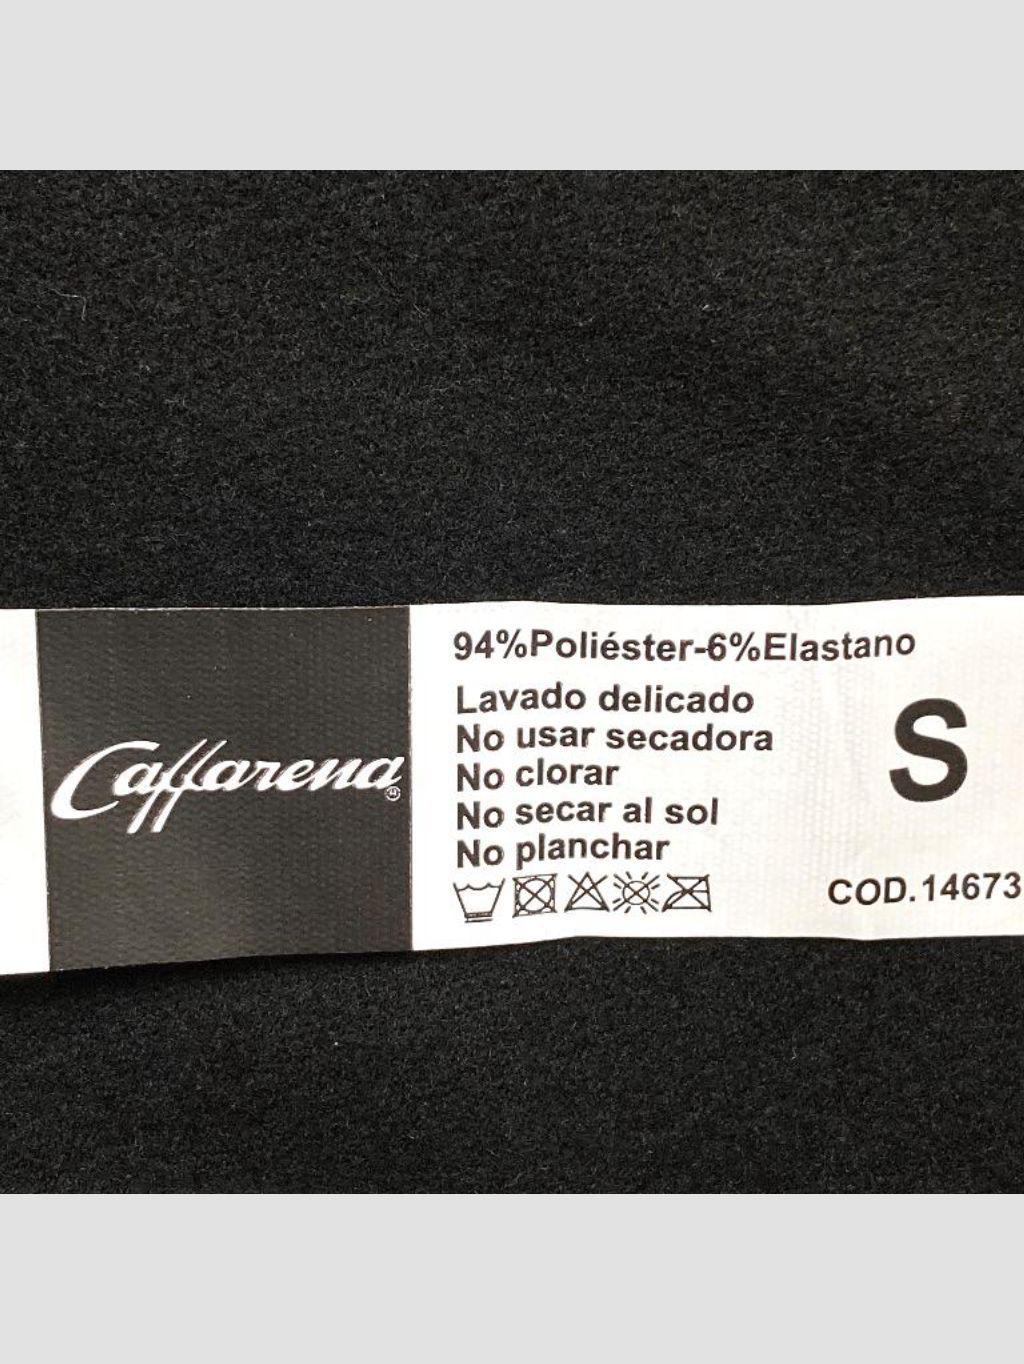 Caffarena
94%Poliéster-6%Elastano
Lavado delicado
No usar secadora
No clorar
No secar al sol
No planchar
S
COD.14673